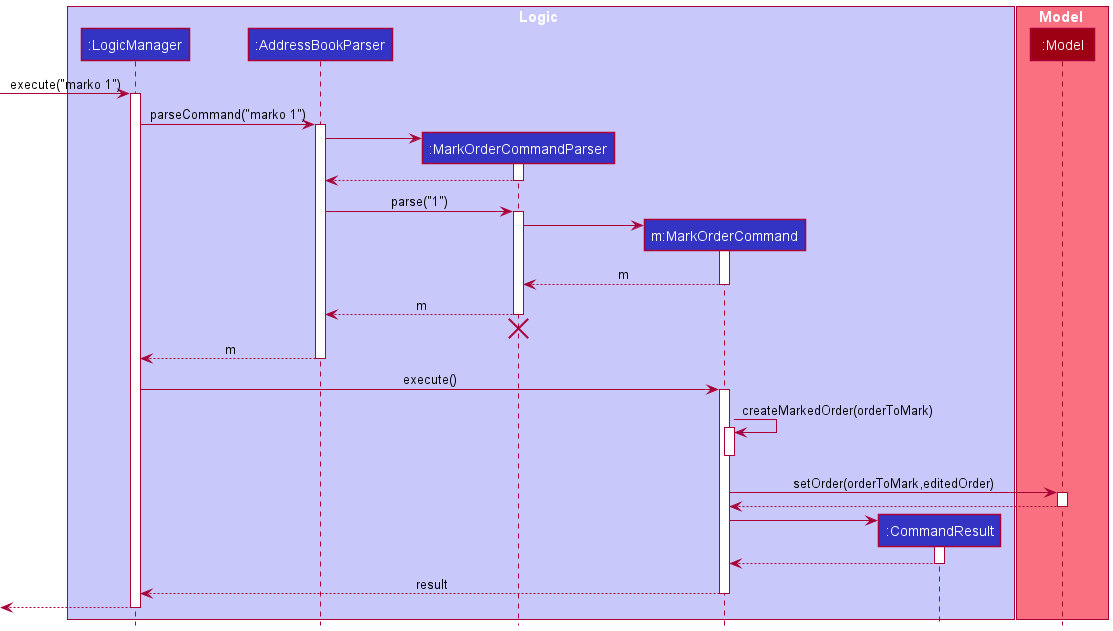 Logic
Model
:LogicManager
:AddressBookParser
:Model
execute("marko 1")
parseCommand("marko 1")
:MarkOrderCommandParser
parse("1")
m:MarkOrderCommand
m
m
m
execute()
createMarkedOrder(orderToMark)
setOrder(orderToMark,editedOrder)
:CommandResult
result